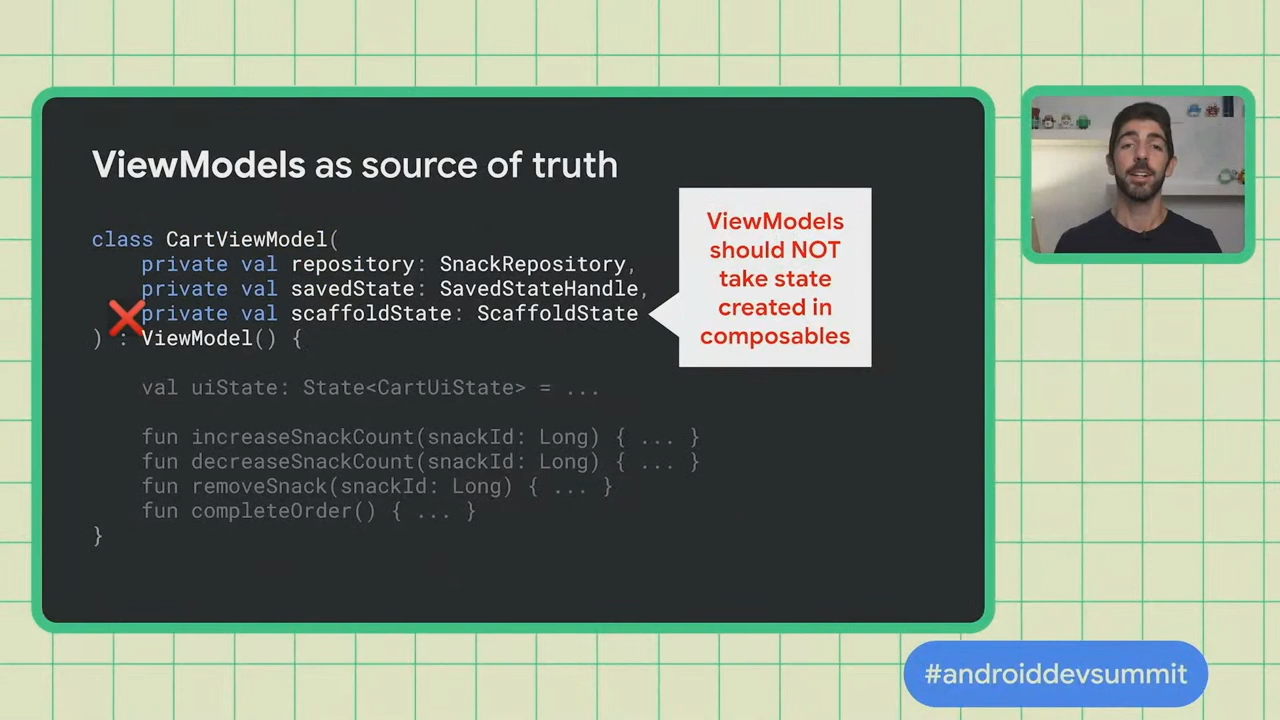 ViewModels as source of truth
class CartViewModel(
private val repository: SnackRepository,
private val savedState: SavedStateHandle,
private val scaffoldState: ScaffoldState
) : ViewModel() {
val uiState: State<CartUiState> = ...
fun increaseSnackCount(snackId: Long) { ... }
fun decreaseSnackCount(snackId: Long) { ... }
fun removeSnack(snackId: Long) { ... }
fun completeOrder() { ... }
}
ViewModels
should NOT
take state
created in
composables
#androiddevsummit